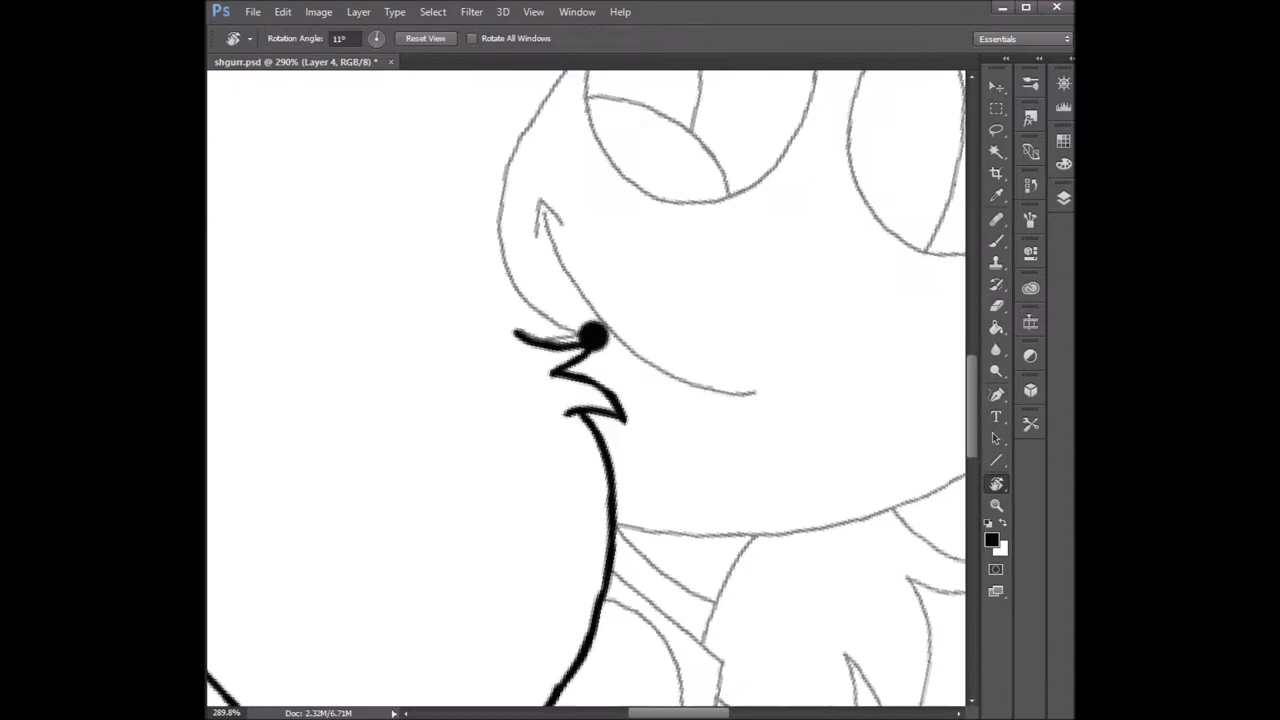 Ps File Edit Image Layer Type Select Filter 3D View Window Help
Rotation Angle: 11° Reset View Rotate All Windows Essentials
shgurr.psd @ 290% (Layer 4, RGB/8) *
T
289.8% Doc: 2.32M/6.71M